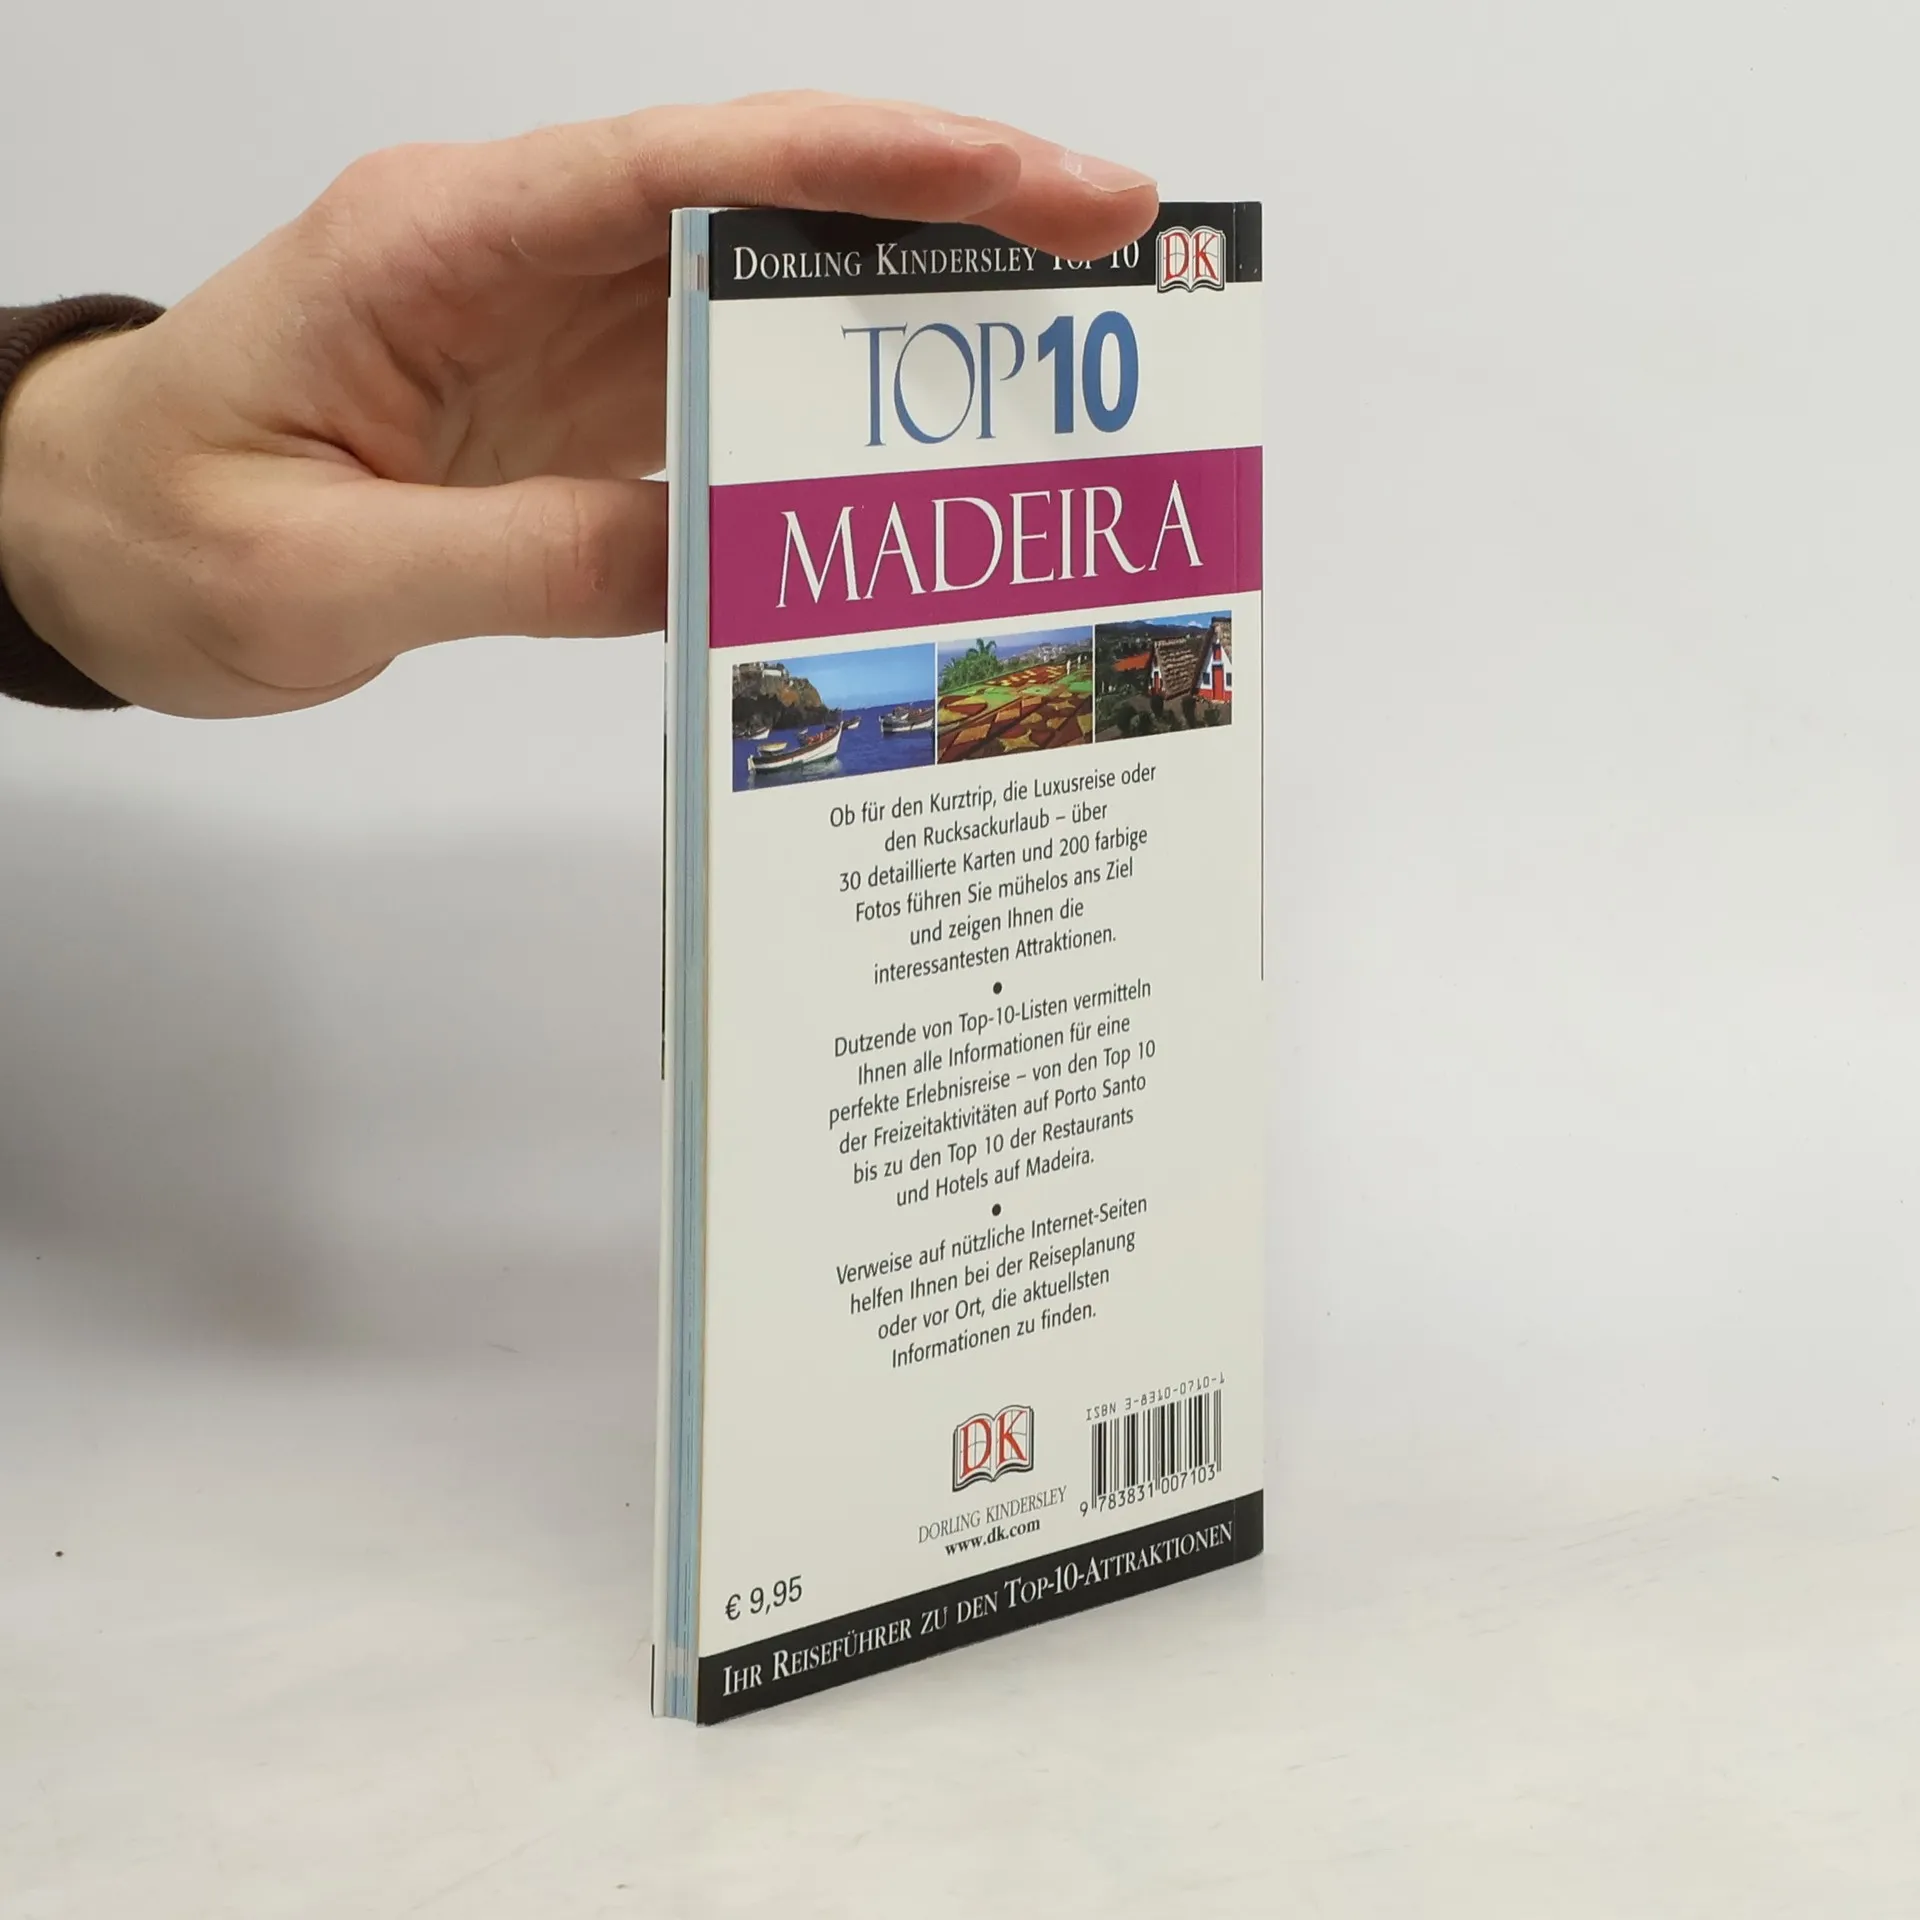 DORLING KINDERSLEY TOP 10
DK
TOP 10
MADEIRA
Ob für den Kurztrip, die Luxusreise oder
den Rucksackurlaub – über
30 detaillierte Karten und 200 farbige
Fotos führen Sie mühelos ans Ziel
und zeigen Ihnen die
interessantesten Attraktionen.
•
Dutzende von Top-10-Listen vermitteln
Ihnen alle Informationen für eine
perfekte Erlebnisreise – von den Top 10
der Freizeitaktivitäten auf Porto Santo
bis zu den Top 10 der Restaurants
und Hotels auf Madeira.
•
Verweise auf nützliche Internet-Seiten
helfen Ihnen bei der Reiseplanung
oder vor Ort, die aktuellsten
Informationen zu finden.
ISBN 3-8310-0710-1
DK
9 783831 007103
DORLING KINDERSLEY
www.dk.com
€ 9,95
IHR REISEFÜHRER ZU DEN TOP-10-ATTRAKTIONEN